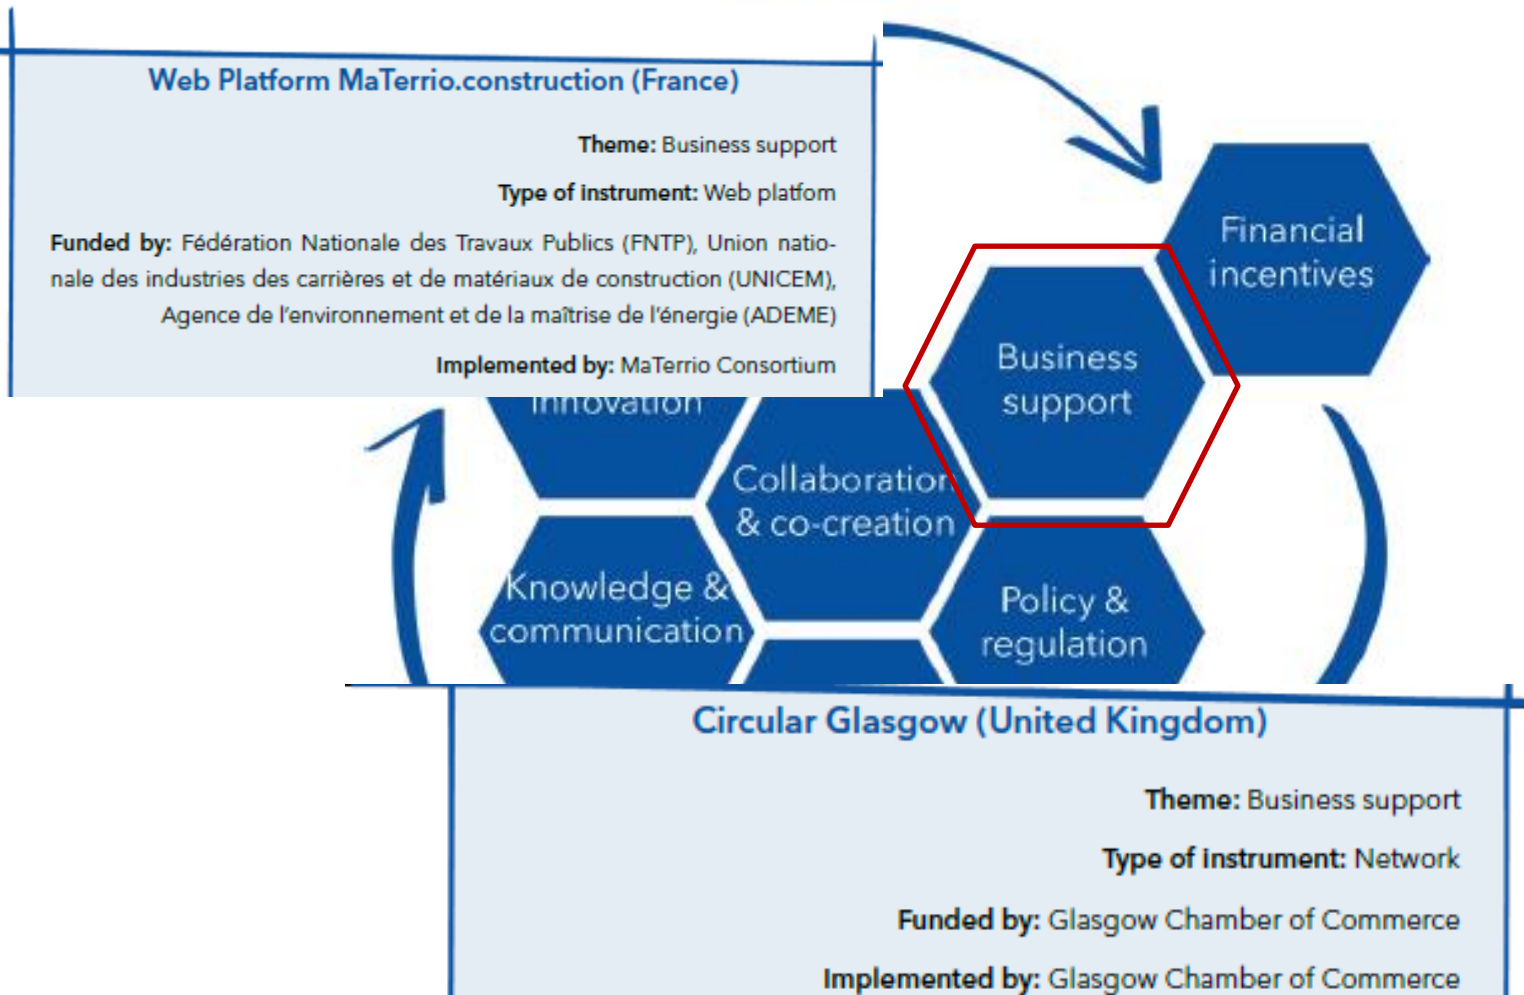 Web Platform MaTerrio.construction (France)
Theme: Business support
Type of instrument: Web platfom
Funded by: Fédération Nationale des Travaux Publics (FNTP), Union natio-
nale des industries des carrières et de matériaux de construction (UNICEM),
Agence de l'environnement et de la maîtrise de l'énergie (ADEME)
Implemented by: MaTerrio Consortium
Financial
incentives
Business
support
innovation
Collaboration
& co-creation
Knowledge &
communication
Policy &
regulation
Circular Glasgow (United Kingdom)
Theme: Business support
Type of instrument: Network
Funded by: Glasgow Chamber of Commerce
Implemented by: Glasgow Chamber of Commerce